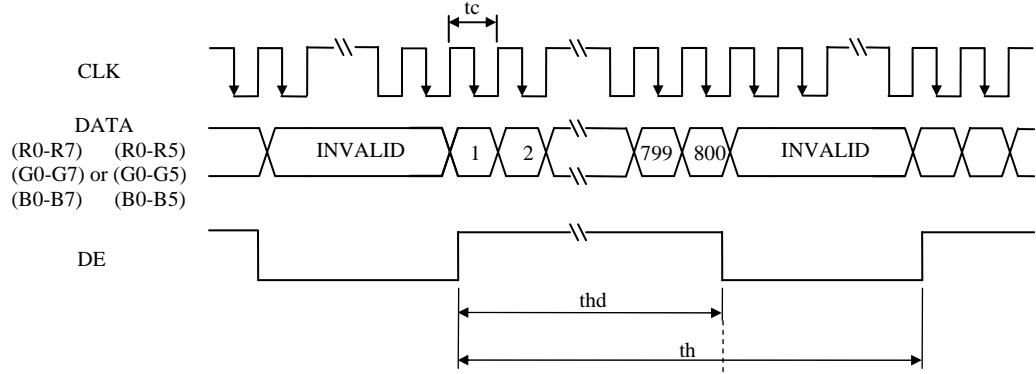 tc
CLK
DATA
(R0-R7) (R0-R5)
(G0-G7) or (G0-G5)
(B0-B7) (B0-B5)
INVALID 1 2 799 800 INVALID
DE
thd
th